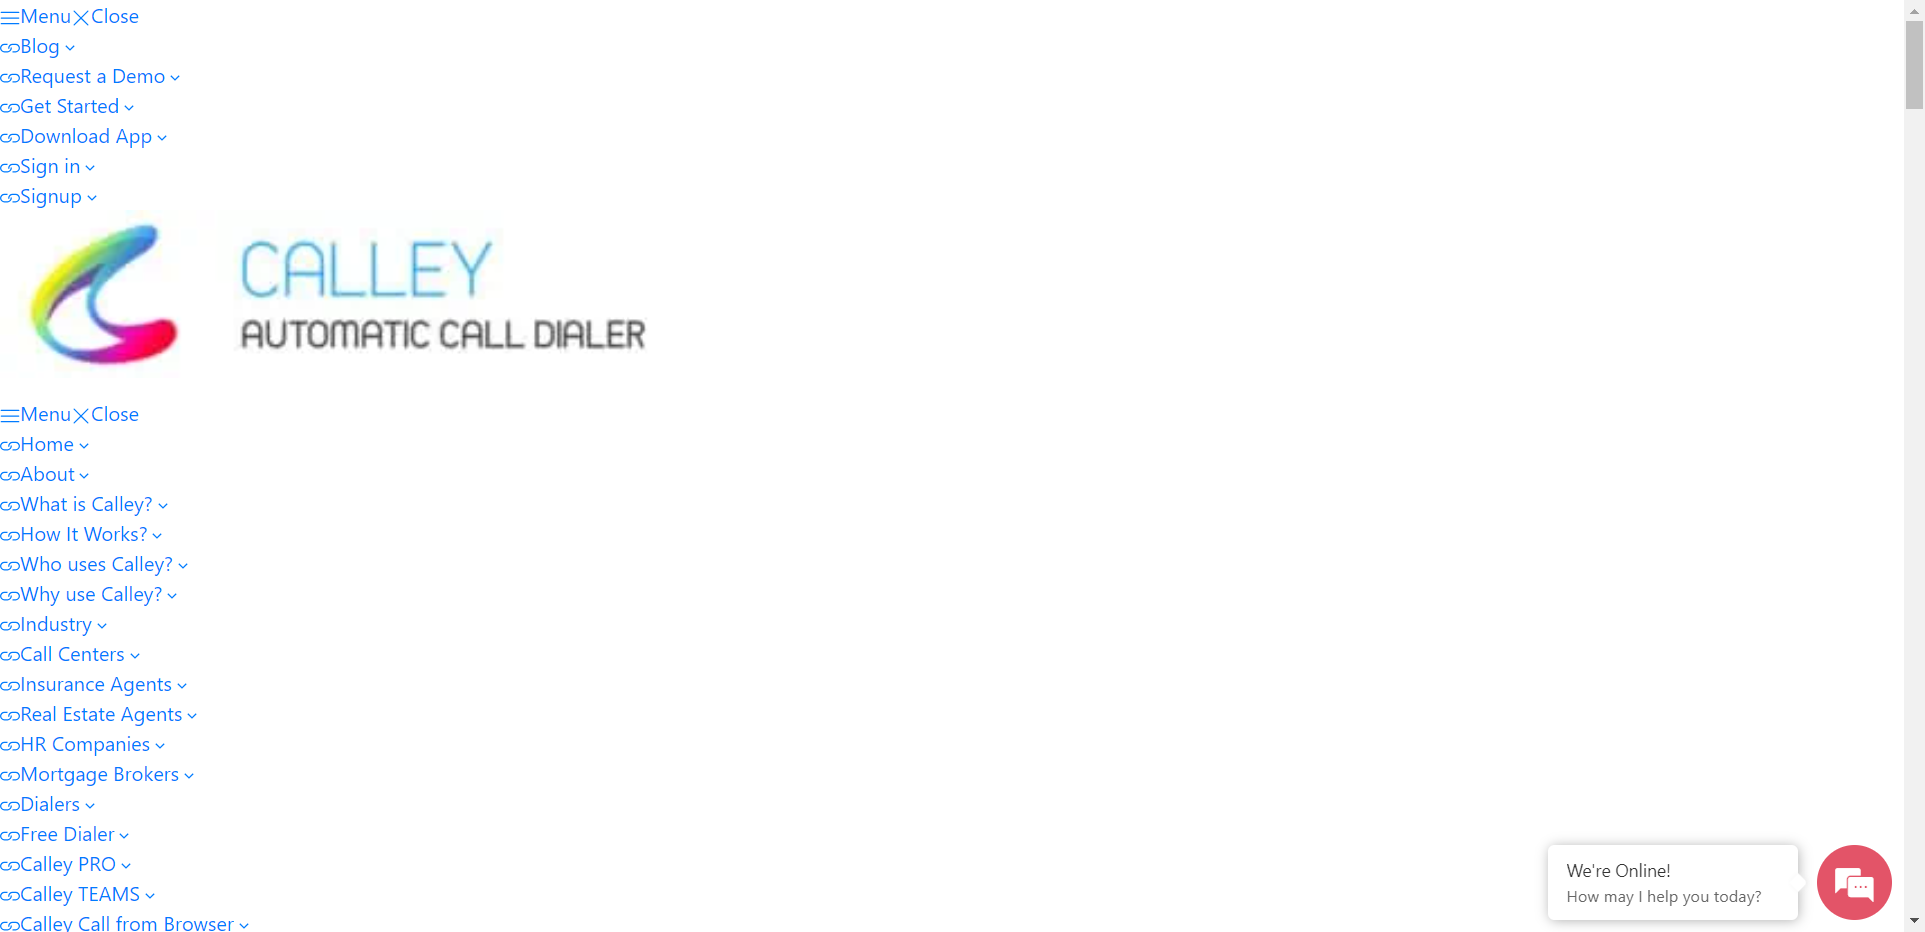 Menu Close
Blog
Request a Demo
Get Started
Download App
Sign in
Signup
CALLEY
AUTOMATIC CALL DIALER
Menu Close
Home
About
What is Calley?
How It Works?
Who uses Calley?
Why use Calley?
Industry
Call Centers
Insurance Agents
Real Estate Agents
HR Companies
Mortgage Brokers
Dialers
Free Dialer
Calley PRO
Calley TEAMS
Calley Call from Browser
We're Online!
How may I help you today?